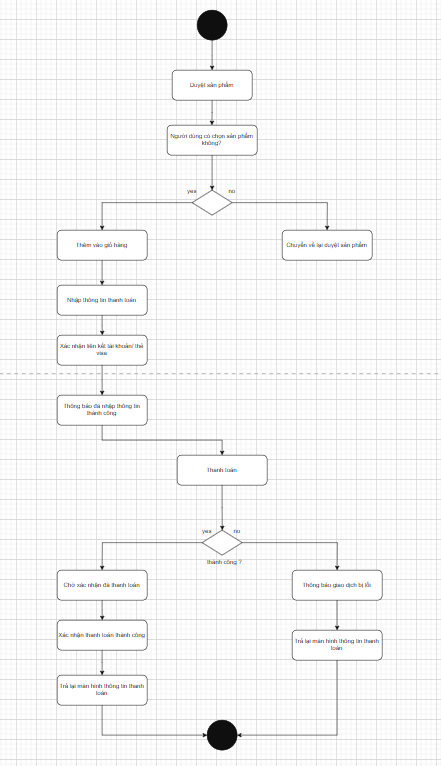 Duyệt sản phẩm
Người dùng có chọn sản phẩm
không?
yes
no
Thêm vào giỏ hàng
Chuyển về lại duyệt sản phẩm
Nhập thông tin thanh toán
Xác nhận liên kết tài khoản/ thẻ
visa
Thông báo đã nhập thông tin
thành công
Thanh toán
yes
no
thành công ?
Chờ xác nhận đã thanh toán
Thông báo giao dịch bị lỗi
Xác nhận thanh toán thành công
Trả lại màn hình thông tin thanh
toán
Trả lại màn hình thông tin thanh
toán